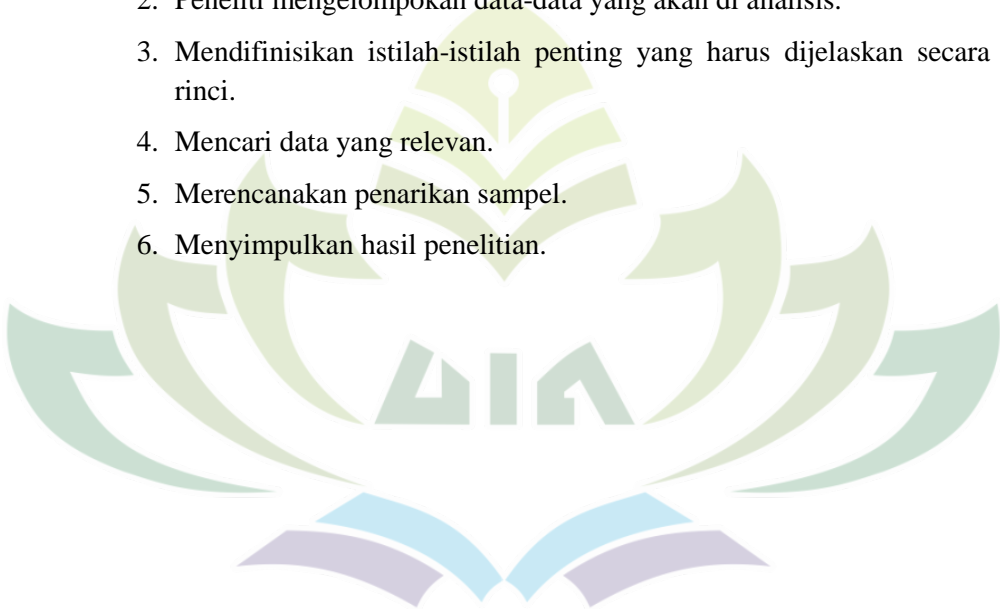 2. Peneliti mengelompokan data-data yang akan di analisis.
3. Mendifinisikan istilah-istilah penting yang harus dijelaskan secara
rinci.
4. Mencari data yang relevan.
5. Merencanakan penarikan sampel.
6. Menyimpulkan hasil penelitian.
UIN